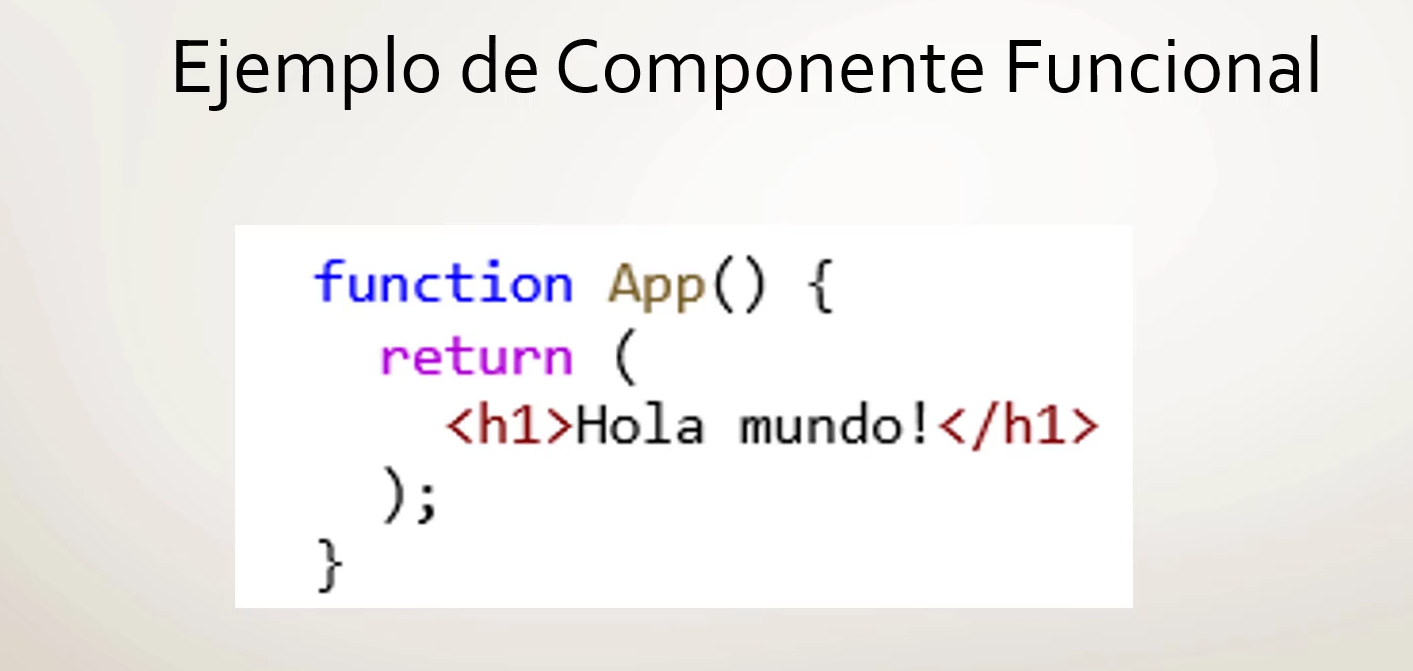 Ejemplo de Componente Funcional
function App() {
return (
<h1>Hola mundo!</h1>
);
}